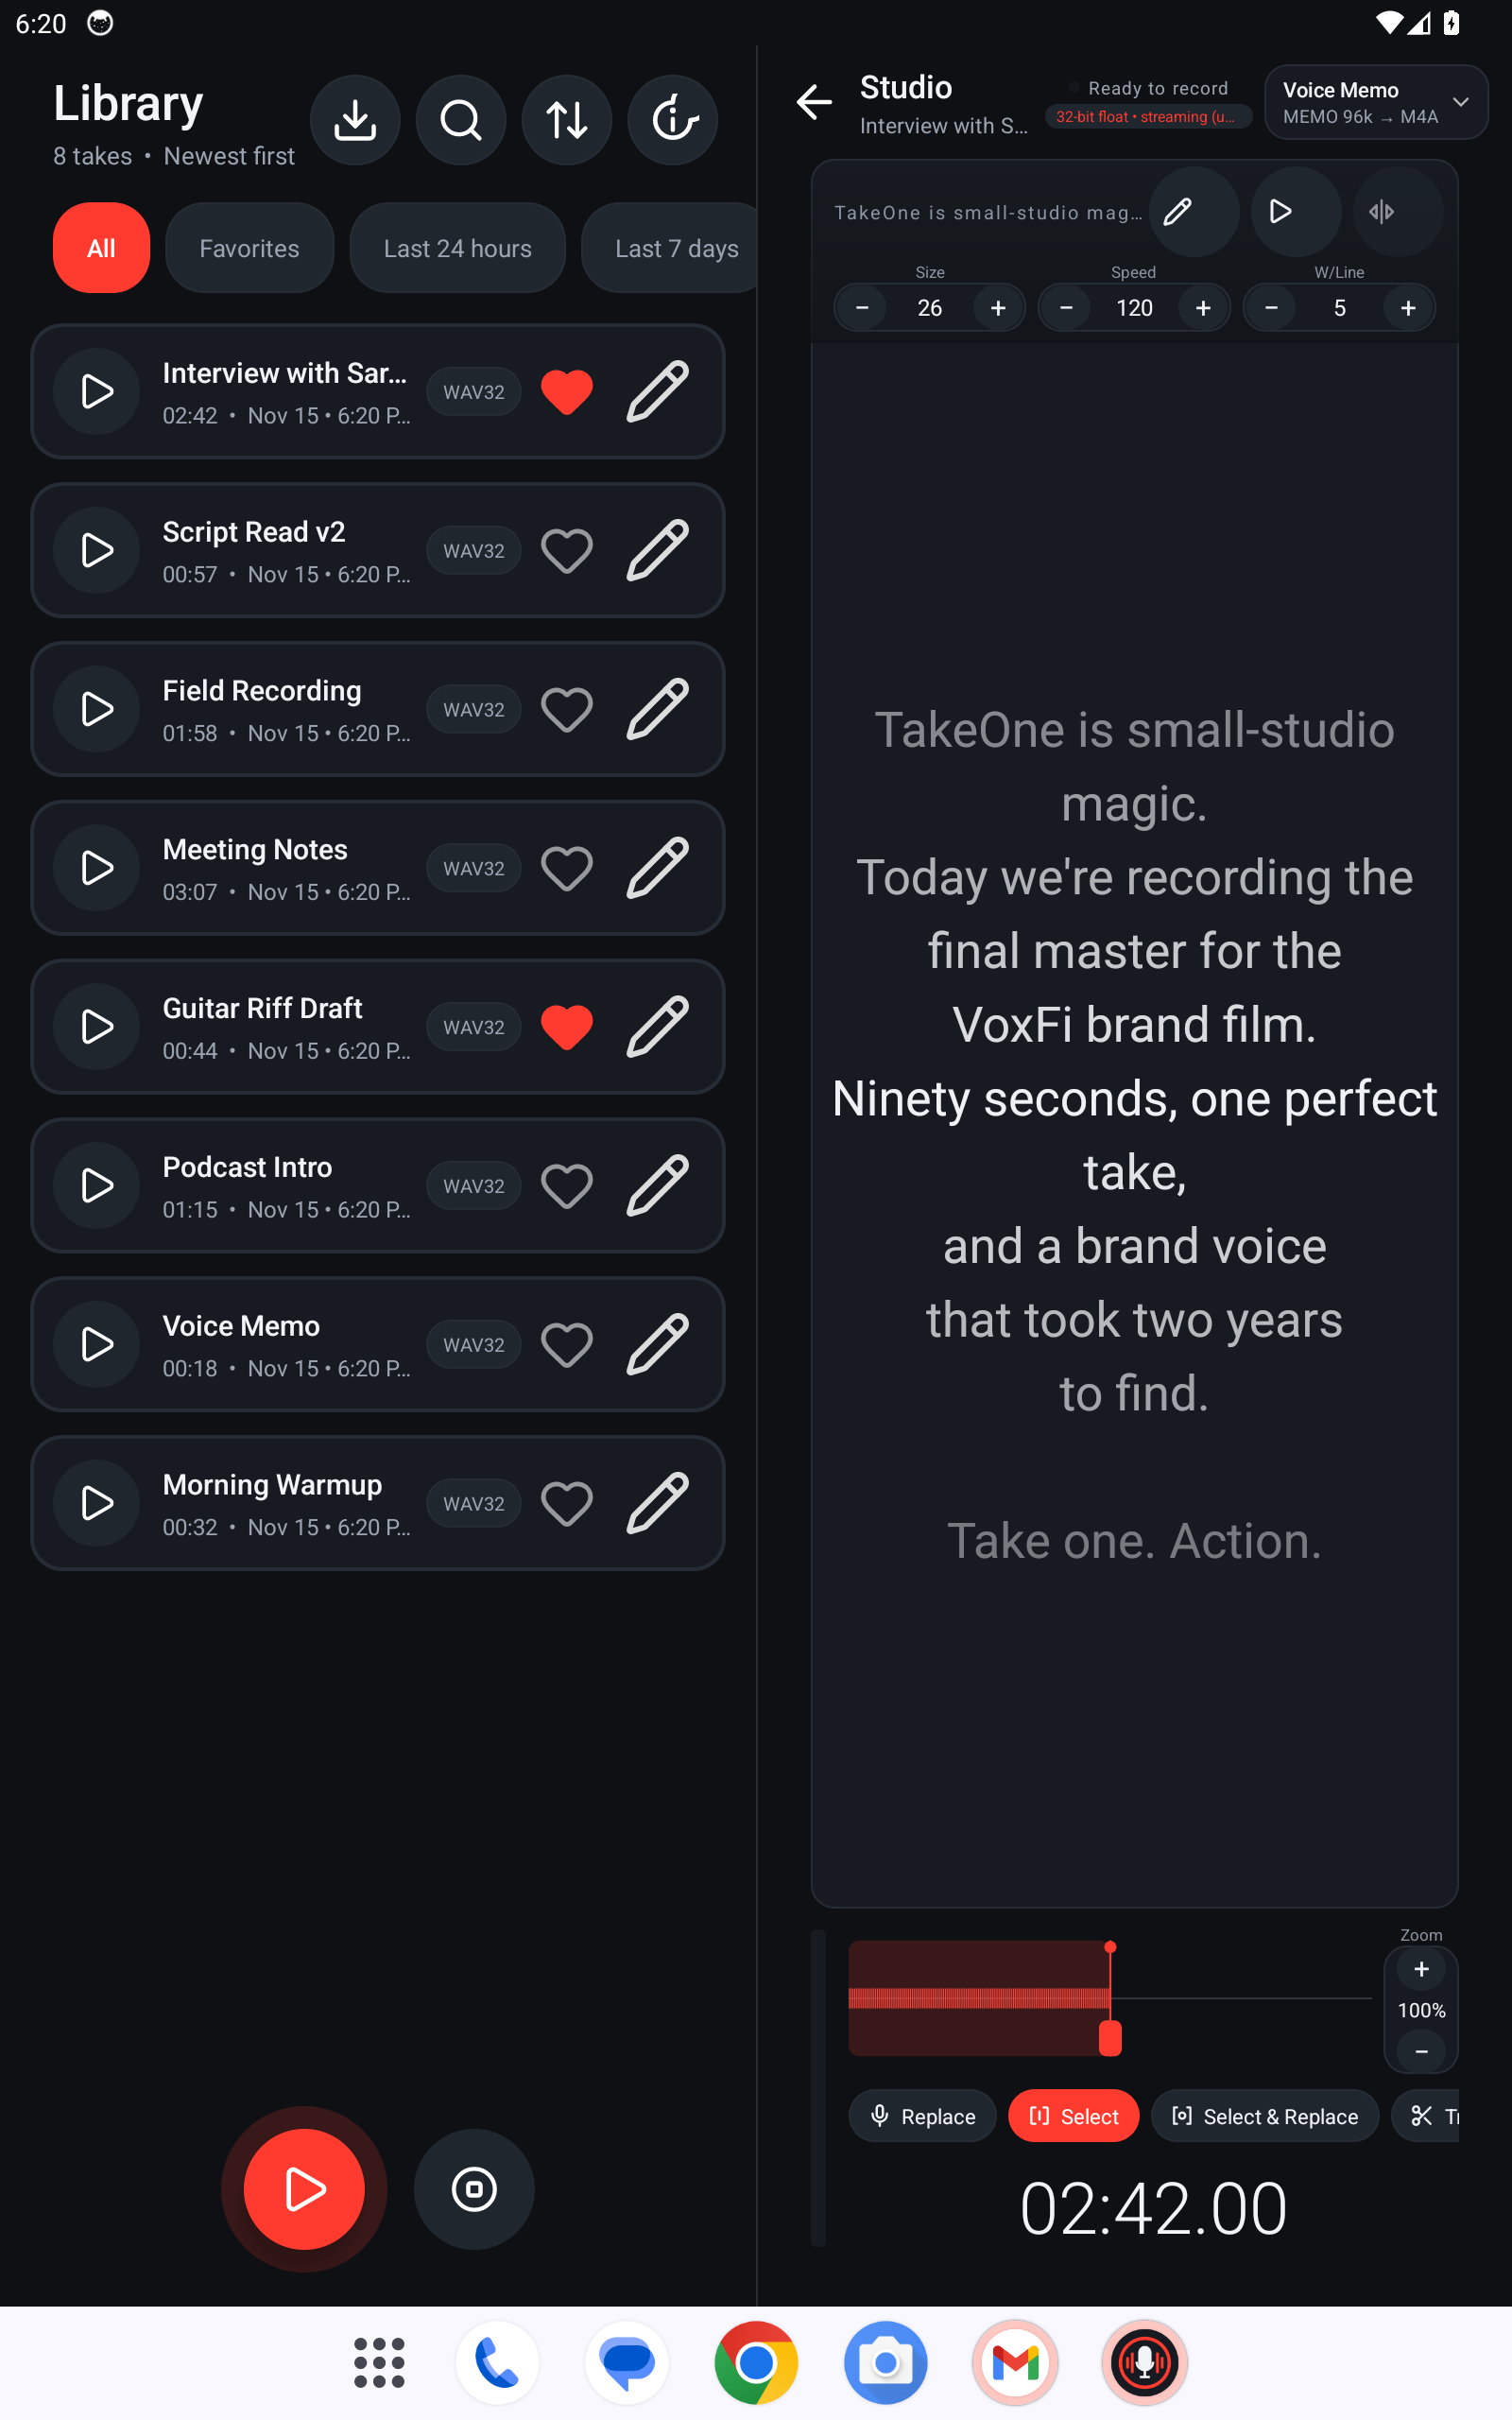 6:20
Library
8 takes • Newest first
All
Favorites
Last 24 hours
Last 7 days
Interview with Sar...
02:42 • Nov 15 • 6:20 P...
WAV32
Script Read v2
00:57 • Nov 15 • 6:20 P...
WAV32
Field Recording
01:58 • Nov 15 • 6:20 P...
WAV32
Meeting Notes
03:07 • Nov 15 • 6:20 P...
WAV32
Guitar Riff Draft
00:44 • Nov 15 • 6:20 P...
WAV32
Podcast Intro
01:15 • Nov 15 • 6:20 P...
WAV32
Voice Memo
00:18 • Nov 15 • 6:20 P...
WAV32
Morning Warmup
00:32 • Nov 15 • 6:20 P...
WAV32
Studio
Interview with S...
Ready to record
32-bit float • streaming (u...
Voice Memo
MEMO 96k → M4A
TakeOne is small-studio mag...
Size
Speed
W/Line
− 26 +
− 120 +
− 5 +
TakeOne is small-studio
magic.
Today we're recording the
final master for the
VoxFi brand film.
Ninety seconds, one perfect
take,
and a brand voice
that took two years
to find.
Take one. Action.
Zoom
+
100%
−
Replace
Select
Select & Replace
02:42.00